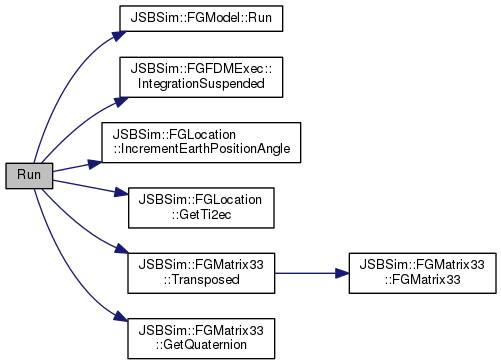 JSBSim::FGModel::Run
JSBSim::FGFDMExec::
IntegrationSuspended
JSBSim::FGLocation
::IncrementEarthPositionAngle
Run
JSBSim::FGLocation
::GetTi2ec
JSBSim::FGMatrix33
::Transposed
JSBSim::FGMatrix33
::FGMatrix33
JSBSim::FGMatrix33
::GetQuaternion